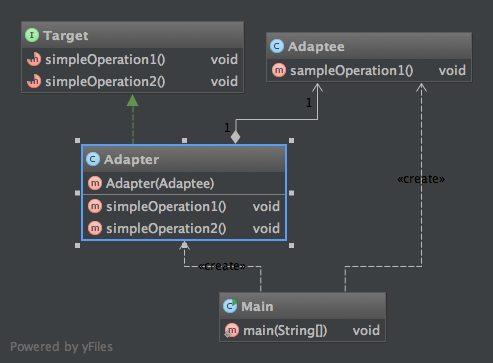 I Target
simpleOperation1() void
simpleOperation2() void
C Adaptee
m sampleOperation1() void
1
1
C Adapter
m Adapter(Adaptee)
m simpleOperation1() void
m simpleOperation2() void
«create»
«create»
C Main
m main(String[]) void
Powered by yFiles